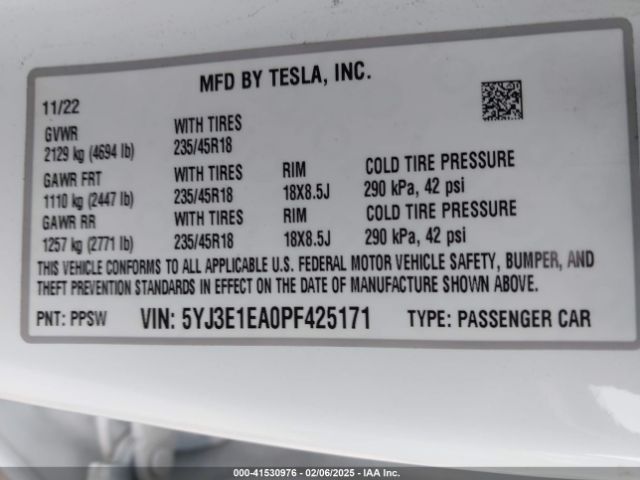 MFD BY TESLA, INC.
11/22
GVWR WITH TIRES
2129 kg (4694 lb) 235/45R18
GAWR FRT WITH TIRES RIM COLD TIRE PRESSURE
1110 kg (2447 lb) 235/45R18 18X8.5J 290 kPa, 42 psi
GAWR RR WITH TIRES RIM COLD TIRE PRESSURE
1257 kg (2771 lb) 235/45R18 18X8.5J 290 kPa, 42 psi
THIS VEHICLE CONFORMS TO ALL APPLICABLE U.S. FEDERAL MOTOR VEHICLE SAFETY, BUMPER, AND
THEFT PREVENTION STANDARDS IN EFFECT ON THE DATE OF MANUFACTURE SHOWN ABOVE.
PNT: PPSW VIN: 5YJ3E1EA0PF425171 TYPE: PASSENGER CAR
000-41530976 - 02/06/2025 - IAA Inc.